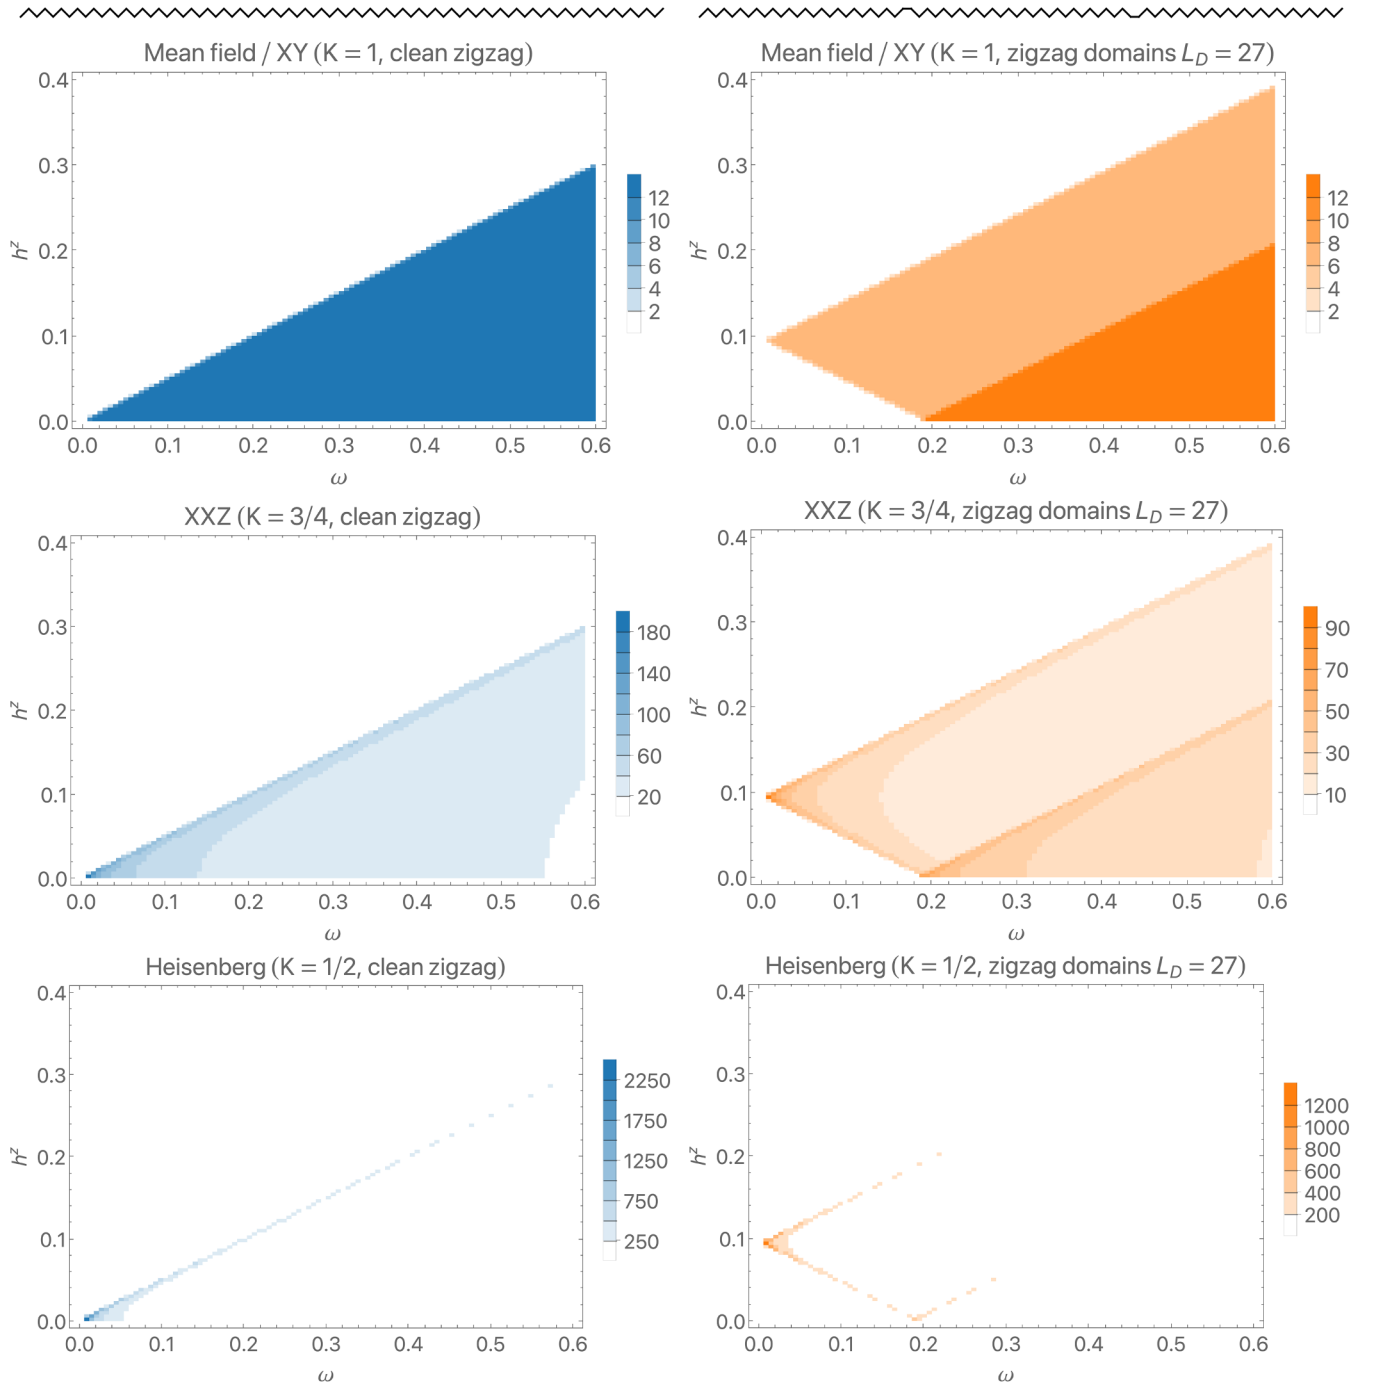 Mean field / XY (K = 1, clean zigzag)
0.4
0.3
0.2
0.1
0.0
h^z
0.0 0.1 0.2 0.3 0.4 0.5 0.6
ω
12
10
8
6
4
2
Mean field / XY (K = 1, zigzag domains L_D = 27)
0.4
0.3
0.2
0.1
0.0
h^z
0.0 0.1 0.2 0.3 0.4 0.5 0.6
ω
12
10
8
6
4
2
XXZ (K = 3/4, clean zigzag)
0.4
0.3
0.2
0.1
0.0
h^z
0.0 0.1 0.2 0.3 0.4 0.5 0.6
ω
180
140
100
60
20
XXZ (K = 3/4, zigzag domains L_D = 27)
0.4
0.3
0.2
0.1
0.0
h^z
0.0 0.1 0.2 0.3 0.4 0.5 0.6
ω
90
70
50
30
10
Heisenberg (K = 1/2, clean zigzag)
0.4
0.3
0.2
0.1
0.0
h^z
0.0 0.1 0.2 0.3 0.4 0.5 0.6
ω
2250
1750
1250
750
250
Heisenberg (K = 1/2, zigzag domains L_D = 27)
0.4
0.3
0.2
0.1
0.0
h^z
0.0 0.1 0.2 0.3 0.4 0.5 0.6
ω
1200
1000
800
600
400
200